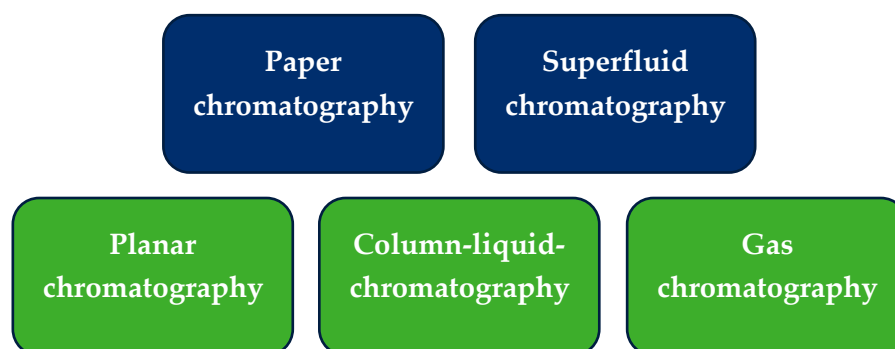 Paper
chromatography
Superfluid
chromatography
Planar
chromatography
Column-liquid-
chromatography
Gas
chromatography